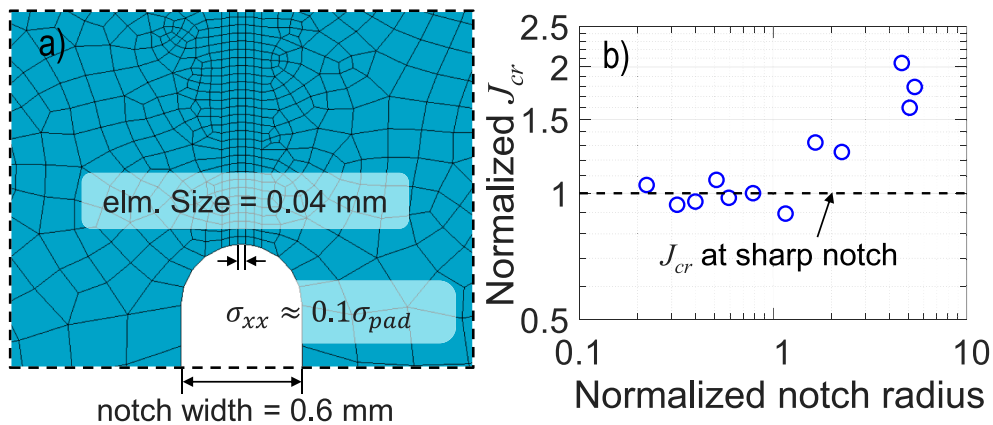 a)
elm. Size = 0.04 mm
σxx ≈ 0.1σpad
notch width = 0.6 mm
b)
Normalized Jcr
2.5
2
1.5
1
0.5
Jcr at sharp notch
0.1
1
10
Normalized notch radius